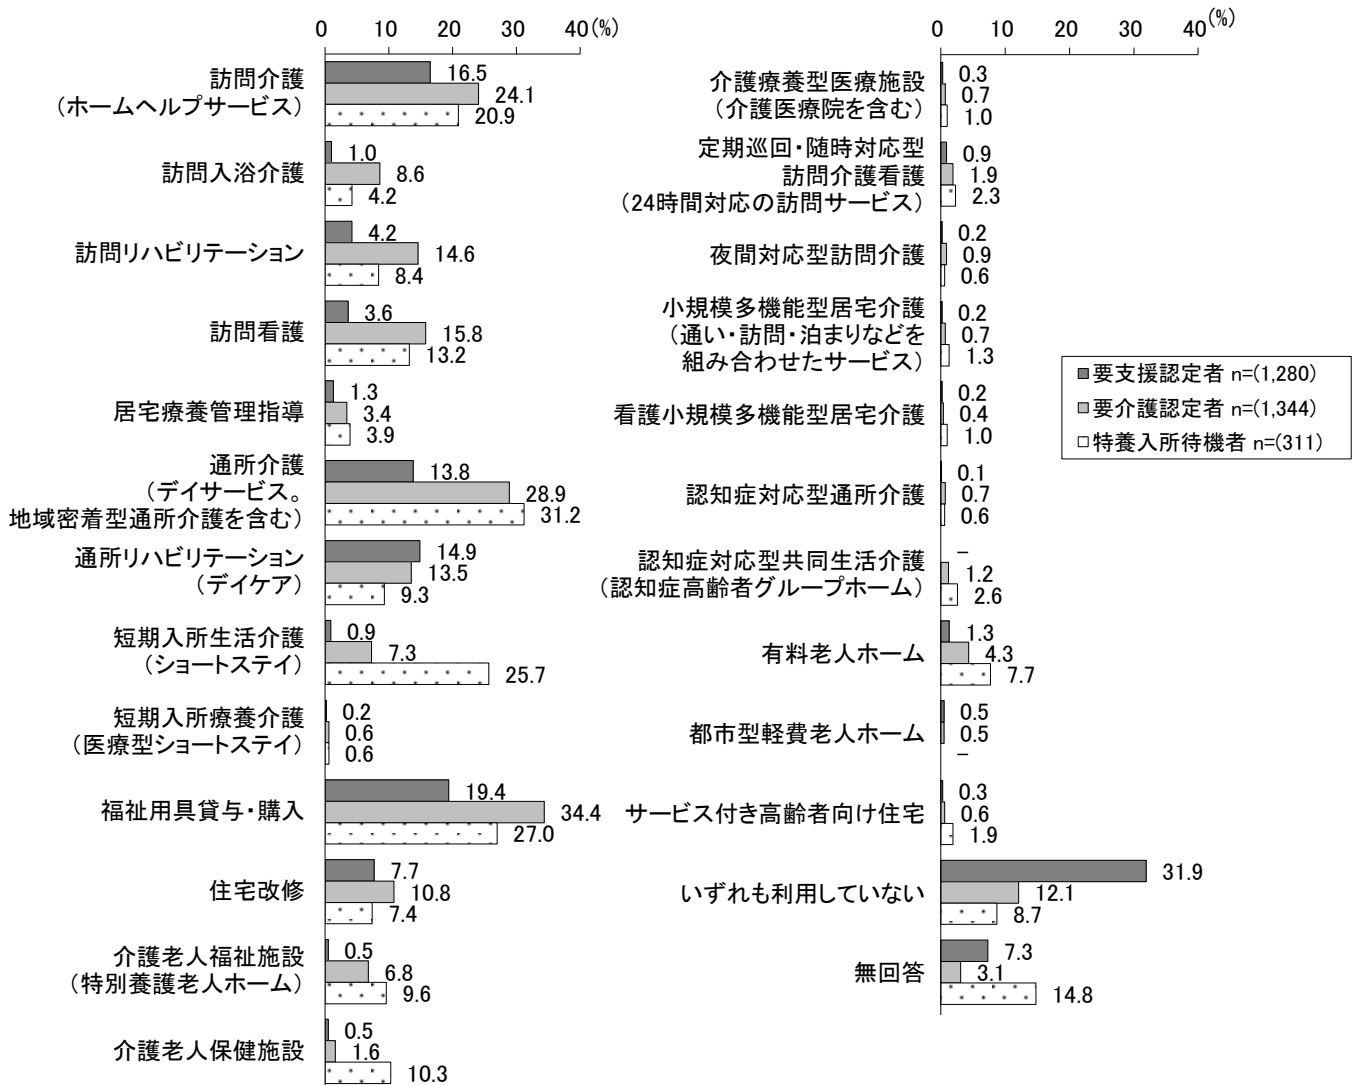 0 10 20 30 40(%)
訪問介護
(ホームヘルプサービス)
16.5
24.1
20.9
訪問入浴介護
1.0
8.6
4.2
訪問リハビリテーション
4.2
14.6
8.4
訪問看護
3.6
15.8
13.2
居宅療養管理指導
1.3
3.4
3.9
通所介護
(デイサービス。
地域密着型通所介護を含む)
13.8
28.9
31.2
通所リハビリテーション
(デイケア)
14.9
13.5
9.3
短期入所生活介護
(ショートステイ)
0.9
7.3
25.7
短期入所療養介護
(医療型ショートステイ)
0.2
0.6
0.6
福祉用具貸与・購入
19.4
34.4
27.0
住宅改修
7.7
10.8
7.4
介護老人福祉施設
(特別養護老人ホーム)
0.5
6.8
9.6
介護老人保健施設
0.5
1.6
10.3
0 10 20 30 40(%)
介護療養型医療施設
(介護医療院を含む)
0.3
0.7
1.0
定期巡回・随時対応型
訪問介護看護
(24時間対応の訪問サービス)
0.9
1.9
2.3
夜間対応型訪問介護
0.2
0.9
0.6
小規模多機能型居宅介護
(通い・訪問・泊まりなどを
組み合わせたサービス)
0.2
0.7
1.3
看護小規模多機能型居宅介護
0.2
0.4
1.0
認知症対応型通所介護
0.1
0.7
0.6
認知症対応型共同生活介護
(認知症高齢者グループホーム)
–
1.2
2.6
有料老人ホーム
1.3
4.3
7.7
都市型軽費老人ホーム
0.5
0.5
–
サービス付き高齢者向け住宅
0.3
0.6
1.9
いずれも利用していない
31.9
12.1
8.7
無回答
7.3
3.1
14.8
要支援認定者 n=(1,280)
要介護認定者 n=(1,344)
特養入所待機者 n=(311)